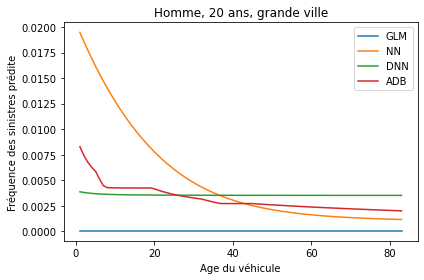 Homme, 20 ans, grande ville
GLM
NN
DNN
ADB
Fréquence des sinistres prédite
0.0200
0.0175
0.0150
0.0125
0.0100
0.0075
0.0050
0.0025
0.0000
0 20 40 60 80
Age du véhicule